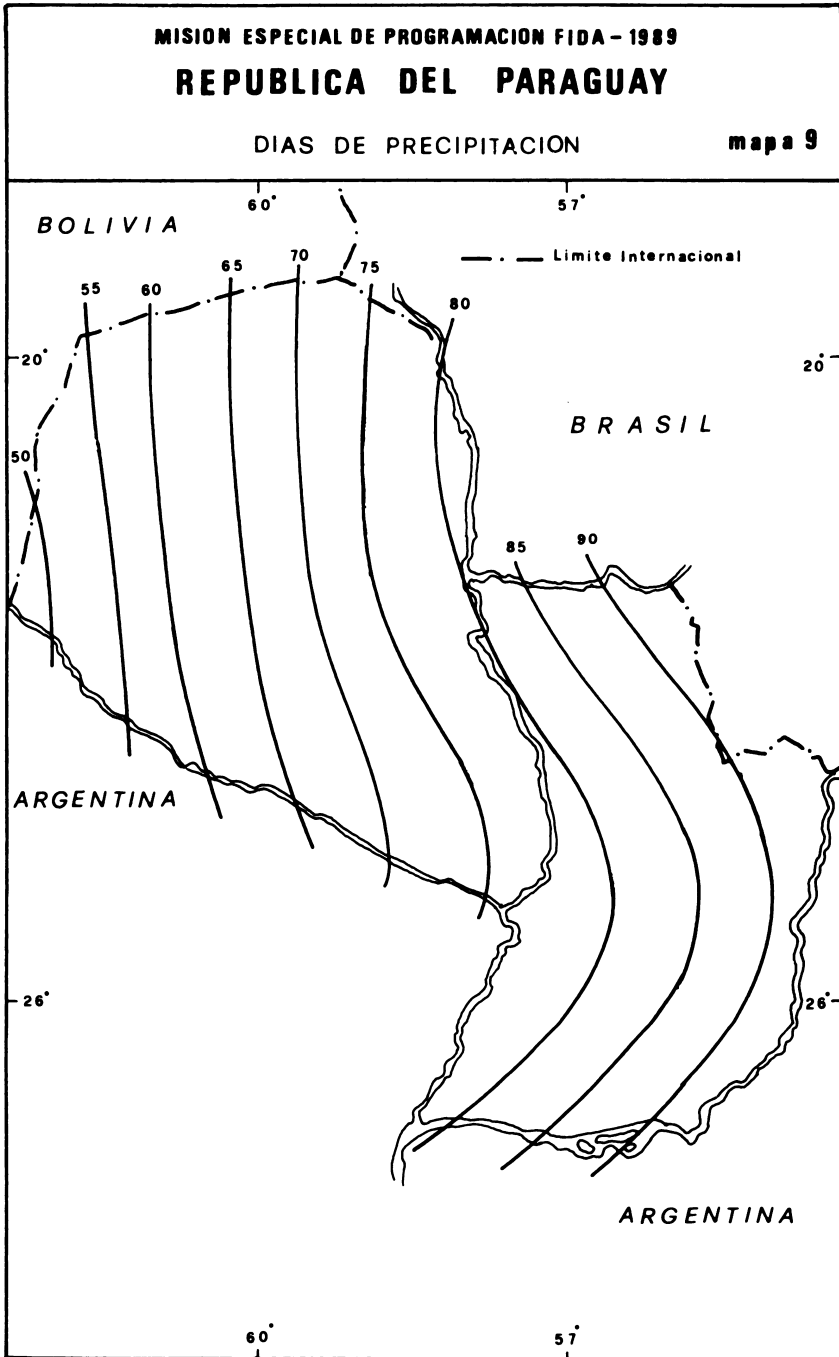 MISION ESPECIAL DE PROGRAMACION FIDA - 1989
REPUBLICA DEL PARAGUAY
DIAS DE PRECIPITACION mapa 9
60° 57°
BOLIVIA
Limite Internacional
55 60 65 70 75 80
20° 20°
BRASIL
50
85 90
ARGENTINA
26° 26°
ARGENTINA
60° 57°